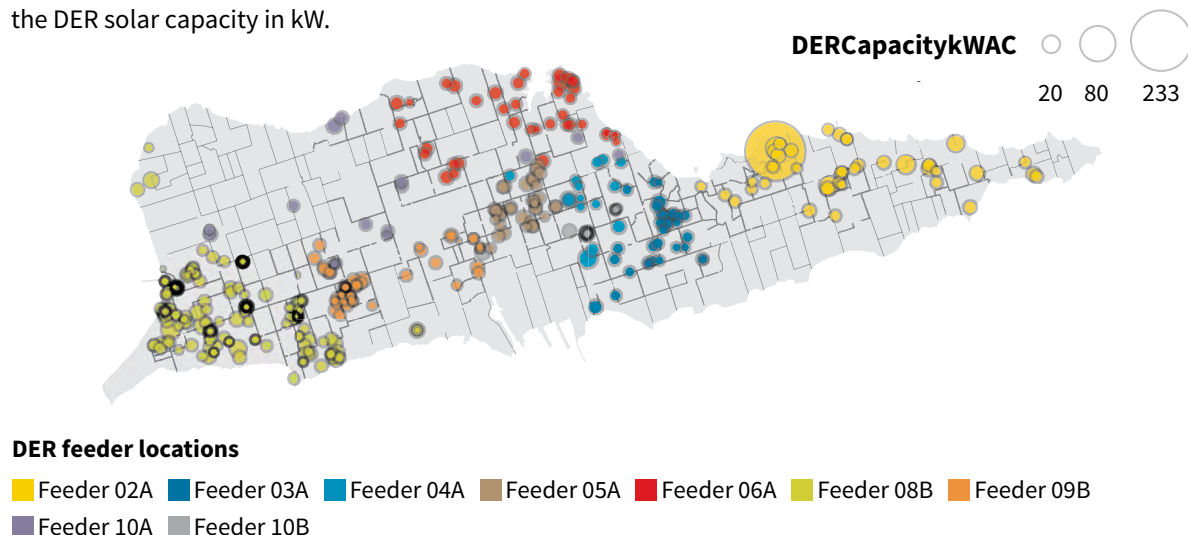 the DER solar capacity in kW.
DERCapacitykWAC
20 80 233
DER feeder locations
Feeder 02A Feeder 03A Feeder 04A Feeder 05A Feeder 06A Feeder 08B Feeder 09B
Feeder 10A Feeder 10B